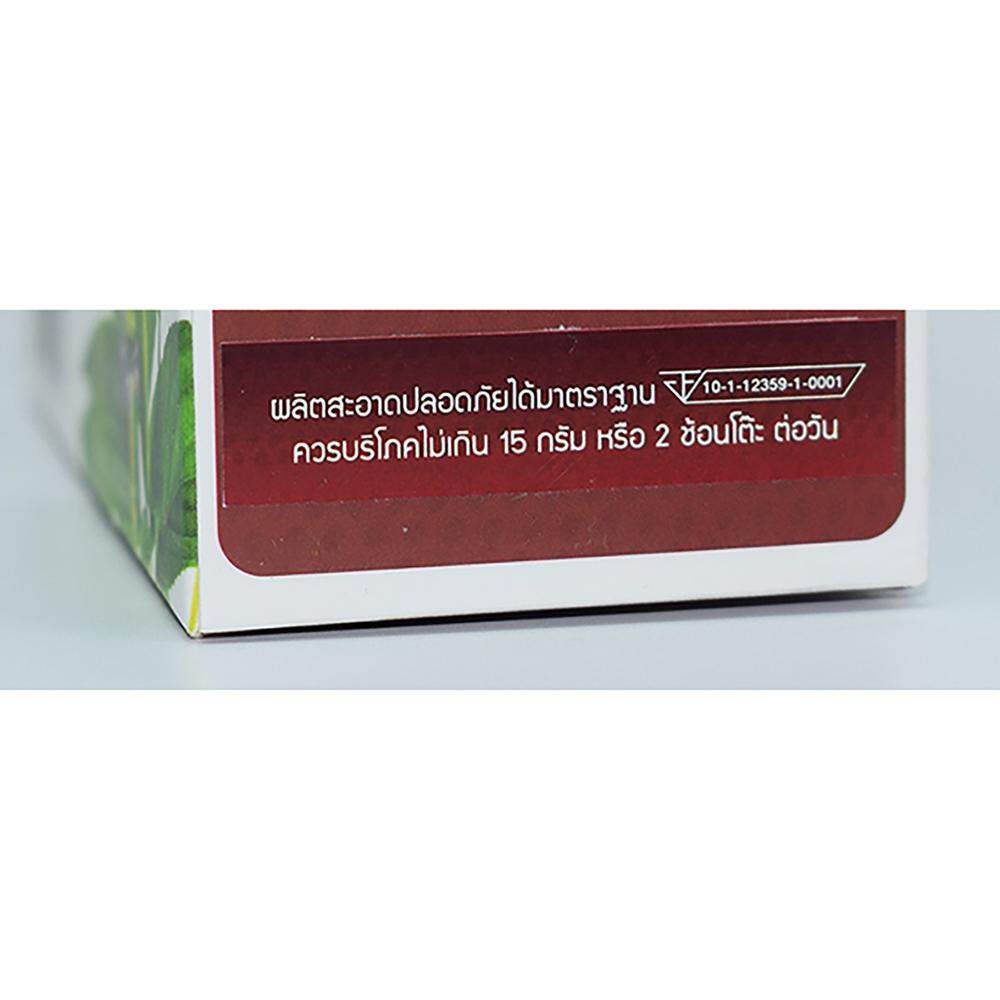 ผลิตสะอาดปลอดภัยได้มาตราฐาน 10-1-12359-1-0001
ควรบริโภคไม่เกิน 15 กรัม หรือ 2 ช้อนโต๊ะ ต่อวัน